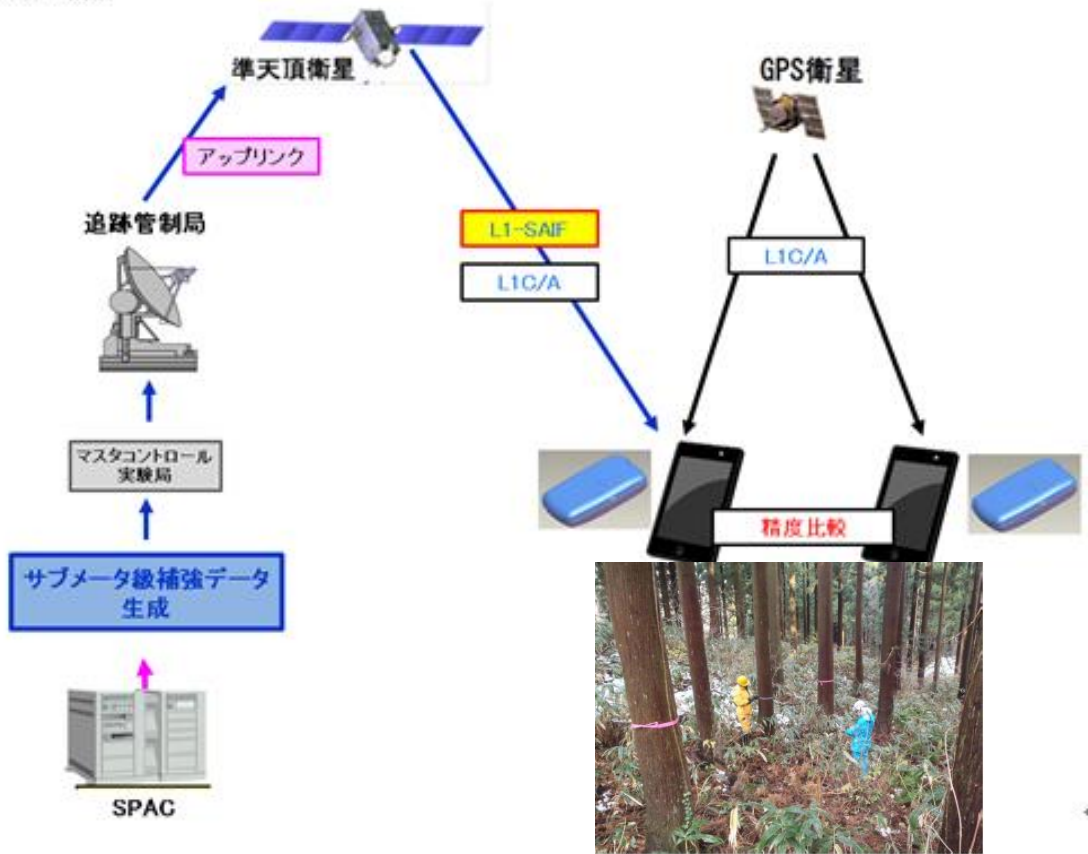 準天頂衛星
GPS衛星
アップリンク
追跡管制局
L1-SAIF
L1C/A
L1C/A
マスタコントロール
実験局
精度比較
サブメータ級補強データ
生成
SPAC